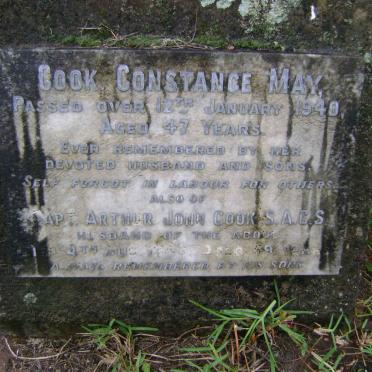 COOK CONSTANCE MAY,
PASSED OVER 12TH JANUARY 1940
AGED 47 YEARS.
EVER REMEMBERED BY HER
DEVOTED HUSBAND AND SONS.
SELF FORGOT IN LABOUR FOR OTHERS.
ALSO OF
CAPT. ARTHUR JOHN COOK S.A.C.S
HUSBAND OF THE ABOVE
REMEMBERED BY HIS SONS